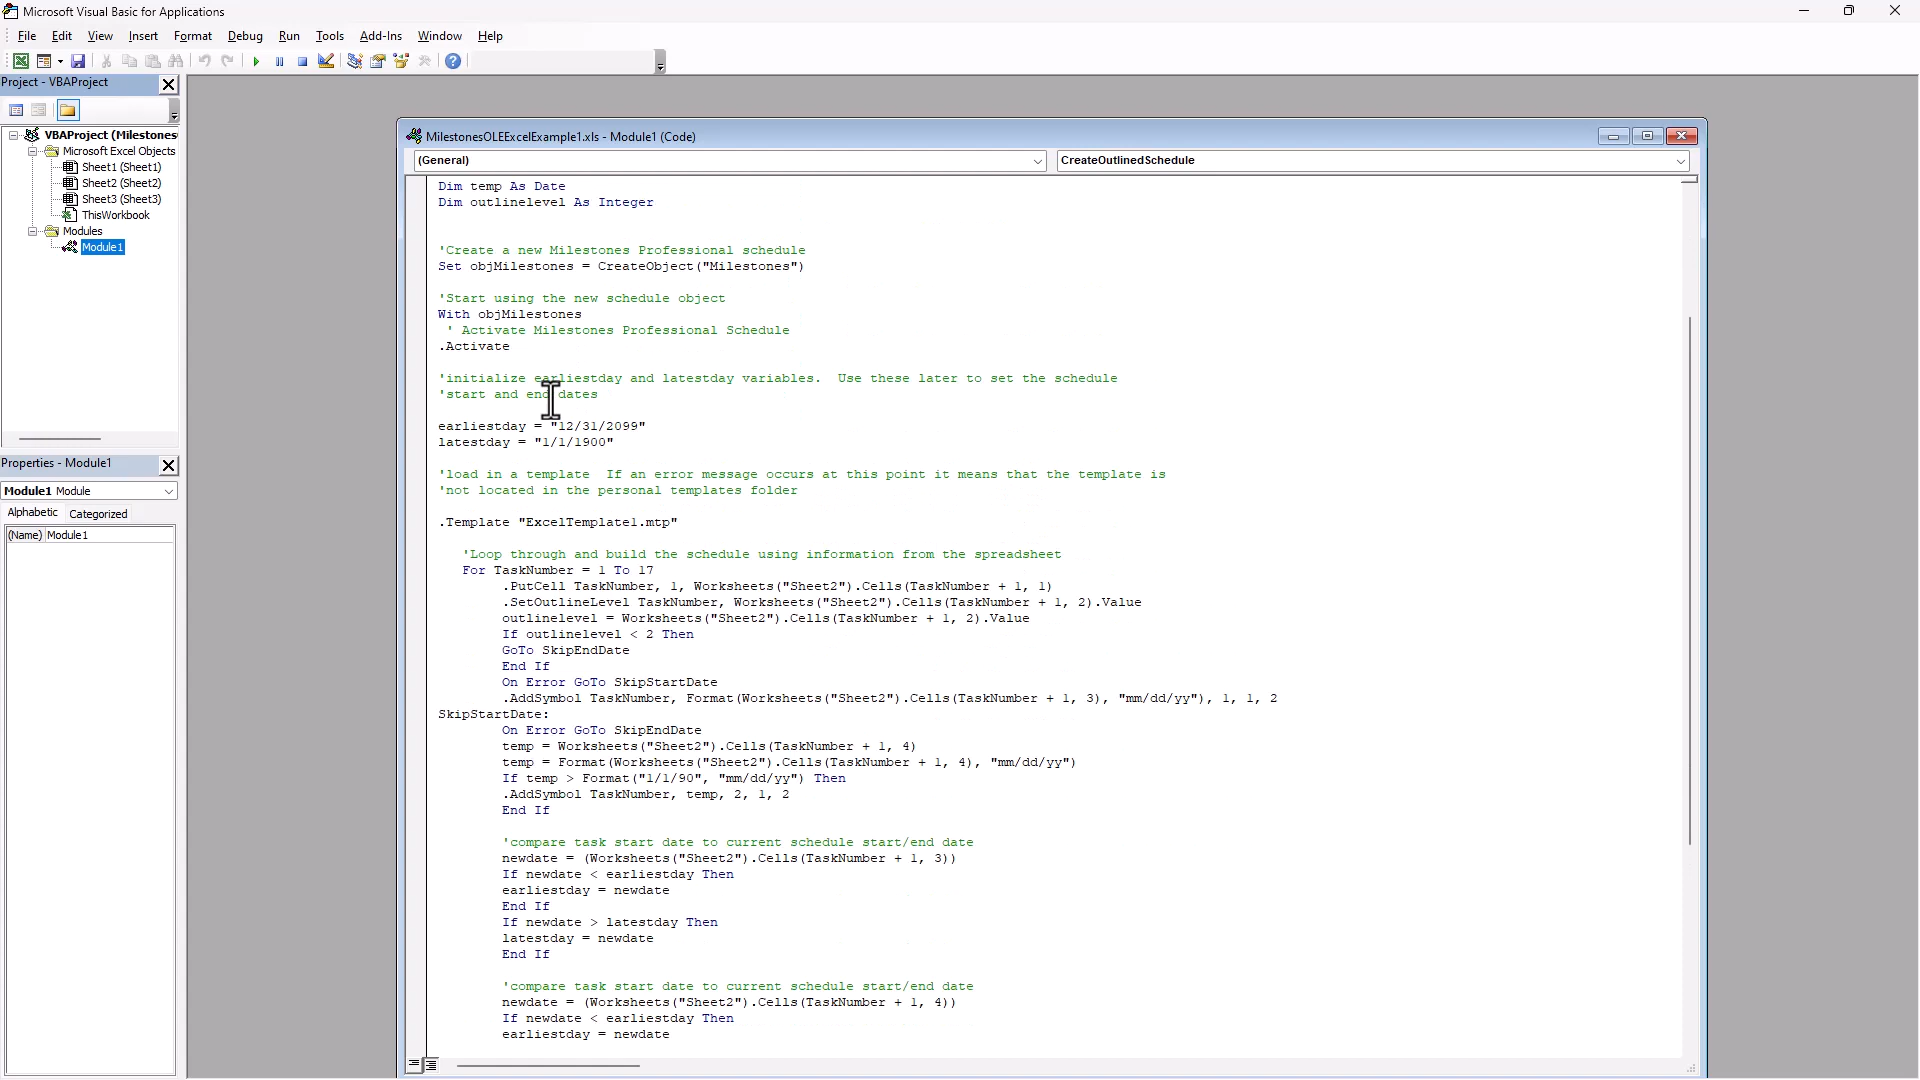 Microsoft Visual Basic for Applications
File Edit View Insert Format Debug Run Tools Add-Ins Window Help
Project - VBAProject
VBAProject (Milestones
Microsoft Excel Objects
Sheet1 (Sheet1)
Sheet2 (Sheet2)
Sheet3 (Sheet3)
ThisWorkbook
Modules
Module1
Properties - Module1
Module1 Module
Alphabetic Categorized
(Name) Module1
MilestonesOLEExcelExample1.xls - Module1 (Code)
(General) CreateOutlinedSchedule
Dim temp As Date
Dim outlinelevel As Integer
'Create a new Milestones Professional schedule
Set objMilestones = CreateObject("Milestones")
'Start using the new schedule object
With objMilestones
' Activate Milestones Professional Schedule
.Activate
'initialize earliestday and latestday variables.  Use these later to set the schedule
'start and end dates
earliestday = "12/31/2099"
latestday = "1/1/1900"
'load in a template  If an error message occurs at this point it means that the template is
'not located in the personal templates folder
.Template "ExcelTemplate1.mtp"
'Loop through and build the schedule using information from the spreadsheet
For TaskNumber = 1 To 17
.PutCell TaskNumber, 1, Worksheets("Sheet2").Cells(TaskNumber + 1, 1)
.SetOutlineLevel TaskNumber, Worksheets("Sheet2").Cells(TaskNumber + 1, 2).Value
outlinelevel = Worksheets("Sheet2").Cells(TaskNumber + 1, 2).Value
If outlinelevel < 2 Then
GoTo SkipEndDate
End If
On Error GoTo SkipStartDate
.AddSymbol TaskNumber, Format(Worksheets("Sheet2").Cells(TaskNumber + 1, 3), "mm/dd/yy"), 1, 1, 2
SkipStartDate:
On Error GoTo SkipEndDate
temp = Worksheets("Sheet2").Cells(TaskNumber + 1, 4)
temp = Format(Worksheets("Sheet2").Cells(TaskNumber + 1, 4), "mm/dd/yy")
If temp > Format("1/1/90", "mm/dd/yy") Then
.AddSymbol TaskNumber, temp, 2, 1, 2
End If
'compare task start date to current schedule start/end date
newdate = (Worksheets("Sheet2").Cells(TaskNumber + 1, 3))
If newdate < earliestday Then
earliestday = newdate
End If
If newdate > latestday Then
latestday = newdate
End If
'compare task start date to current schedule start/end date
newdate = (Worksheets("Sheet2").Cells(TaskNumber + 1, 4))
If newdate < earliestday Then
earliestday = newdate